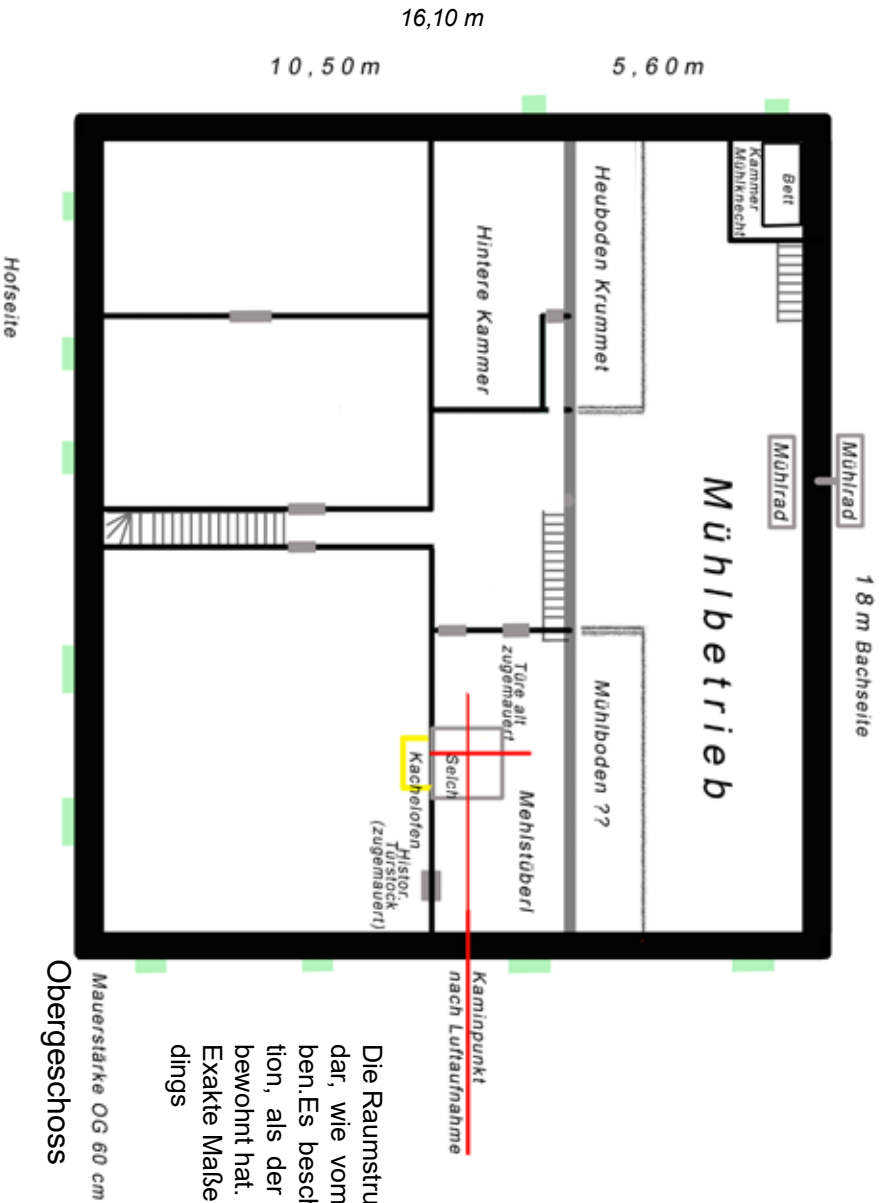 16,10 m
10,50 m
5,60 m
Bett
Kammer
Mühlknecht
Heuboden Krummet
Hintere Kammer
Hofseite
Mühlrad
Mühlrad
18 m Bachseite
Mühlbetrieb
Türe alt
zugemauert
Mühlboden ??
Selch
Mehlstüberl
Kachelofen
Histor.
Türstock
(zugemauert)
Kaminpunkt
nach Luftaufnahme
Mauerstärke OG 60 cm
Obergeschoss
Die Raumstru
dar, wie vom
ben.Es besch
tion, als der
bewohnt hat.
Exakte Maße
dings